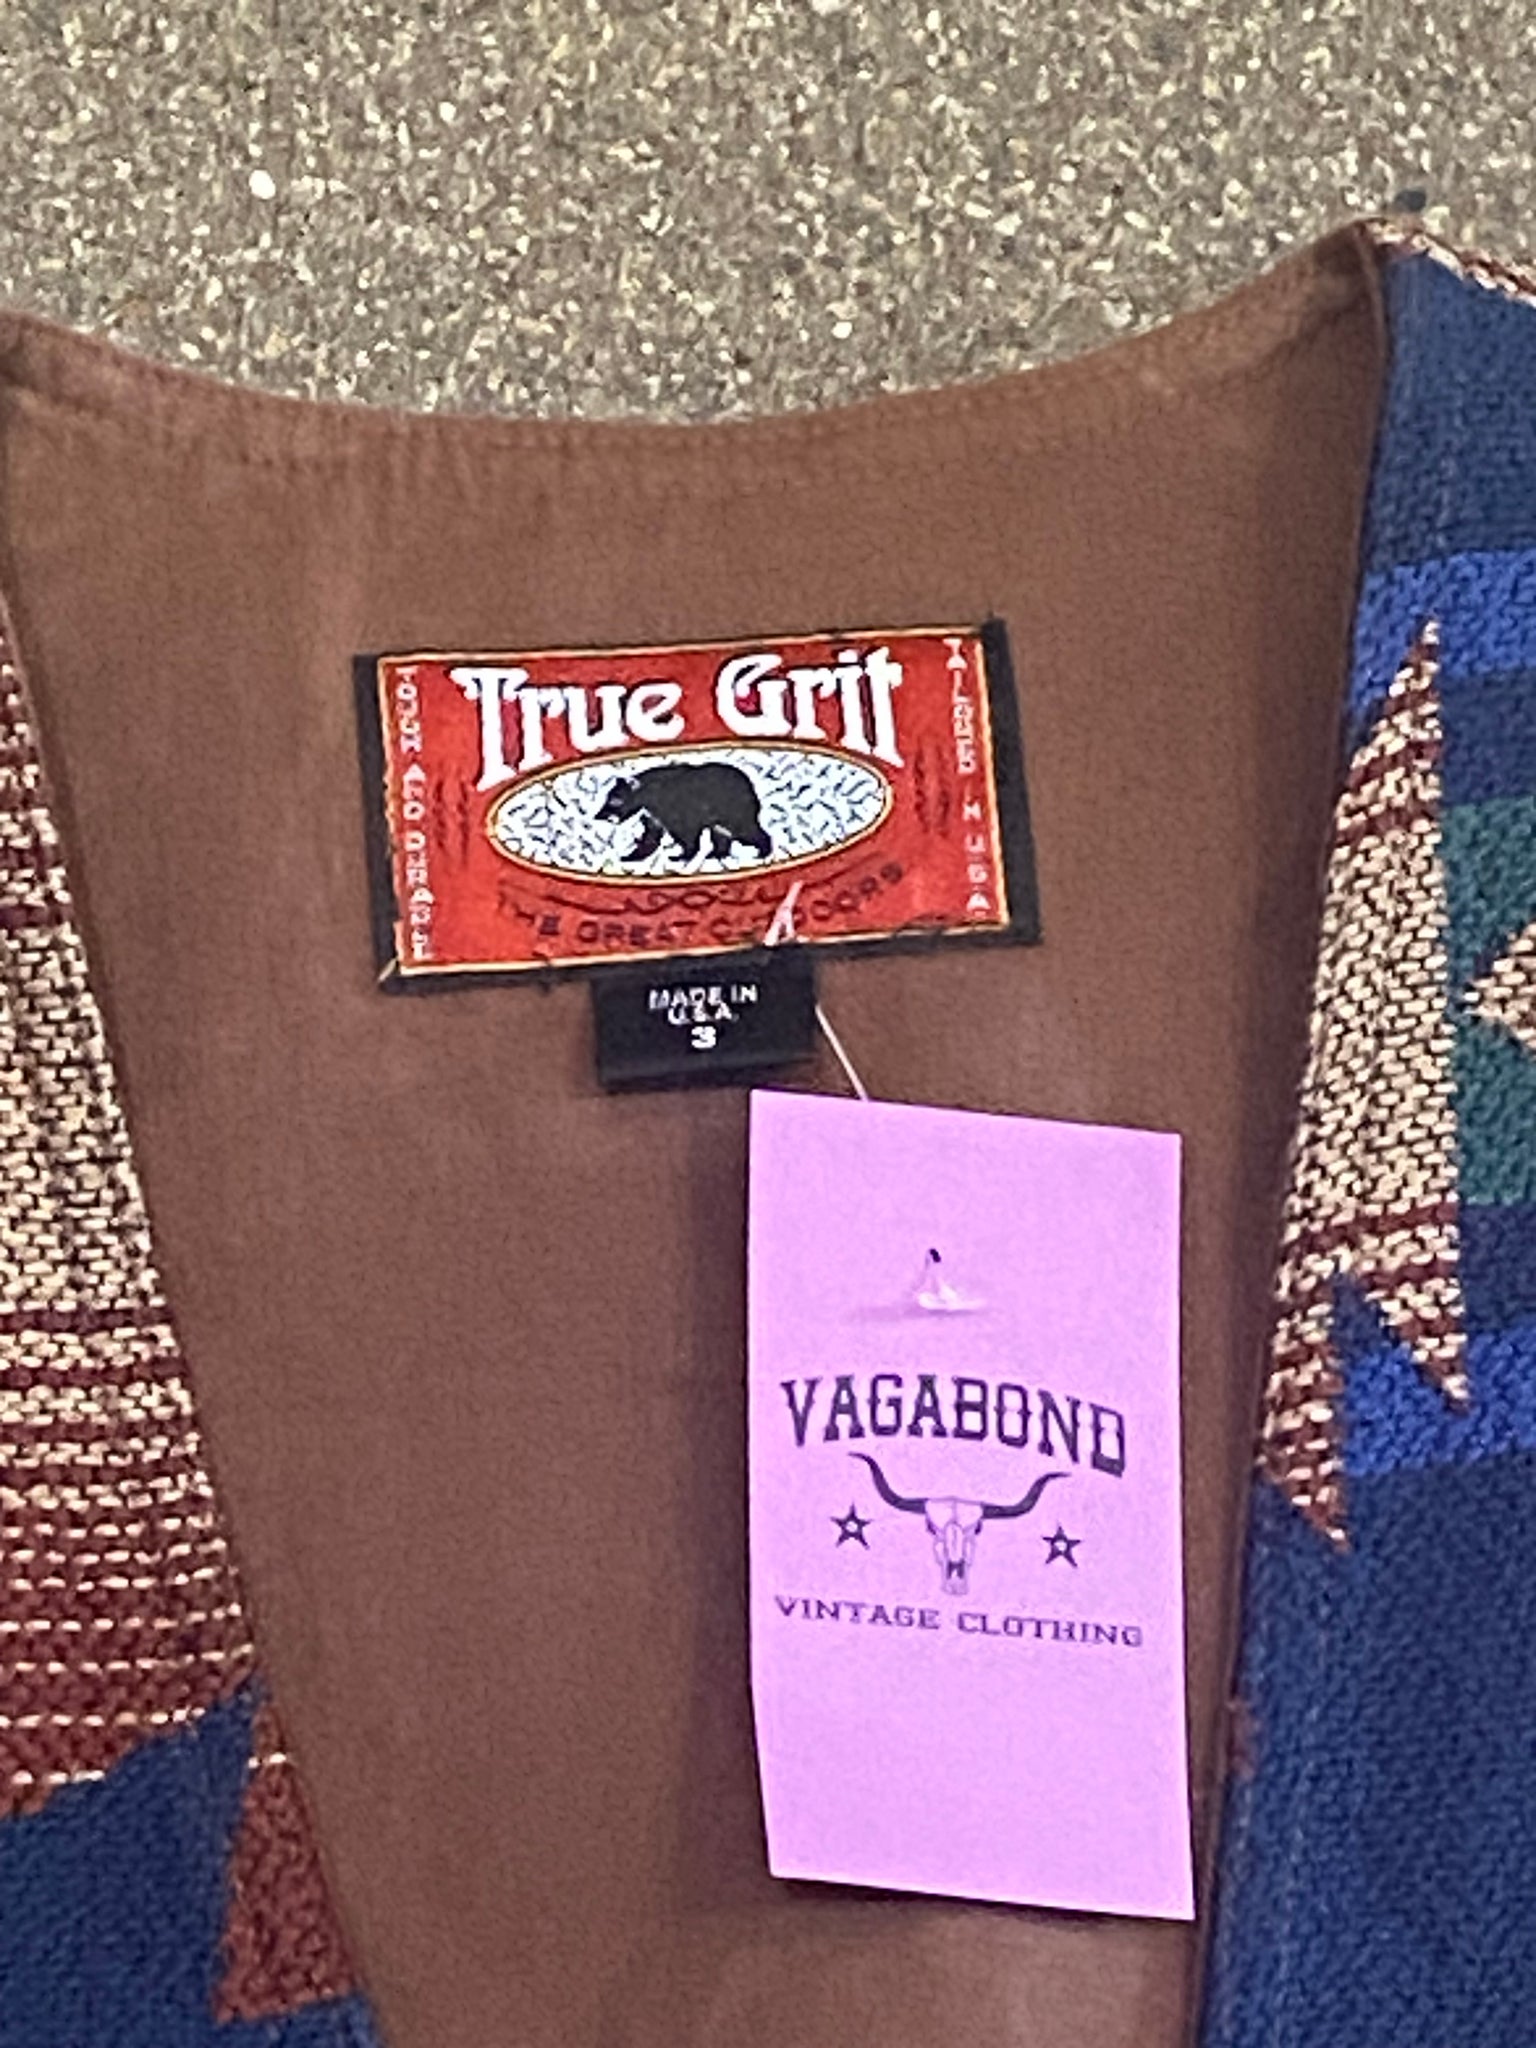 True Grit
TOUGH AND DURABLE
TAILORED IN U.S.A.
THE GREAT OUTDOORS
MADE IN
U.S.A.
3
VAGABOND
VINTAGE CLOTHING